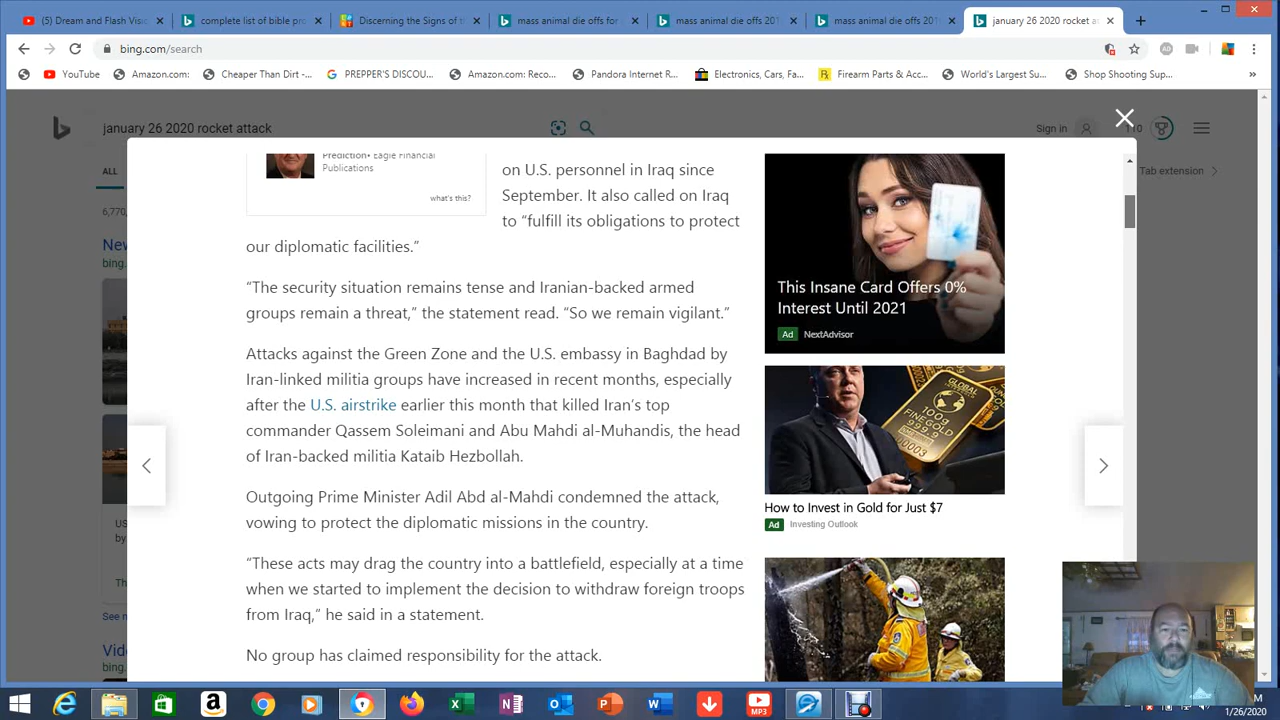 (5) Dream and Flash Visi
complete list of bible pro
Discerning the Signs of t
mass animal die offs for
mass animal die offs 201
mass animal die offs 201
january 26 2020 rocket at
bing.com/search
YouTube
Amazon.com:
Cheaper Than Dirt -...
PREPPER'S DISCOU...
Amazon.com: Reco...
Pandora Internet R...
Electronics, Cars, Fa...
Firearm Parts & Acc...
World's Largest Su...
Shop Shooting Sup...
»
january 26 2020 rocket attack
Sign in
110
ALL
Tab extension
6,770,
New
bing.
US
by
Th
See m
Vide
Prediction• Eagle Financial
Publications
what's this?
on U.S. personnel in Iraq since
September. It also called on Iraq
to “fulfill its obligations to protect
our diplomatic facilities.”
“The security situation remains tense and Iranian-backed armed
groups remain a threat,” the statement read. “So we remain vigilant.”
Attacks against the Green Zone and the U.S. embassy in Baghdad by
Iran-linked militia groups have increased in recent months, especially
after the U.S. airstrike earlier this month that killed Iran’s top
commander Qassem Soleimani and Abu Mahdi al-Muhandis, the head
of Iran-backed militia Kataib Hezbollah.
Outgoing Prime Minister Adil Abd al-Mahdi condemned the attack,
vowing to protect the diplomatic missions in the country.
“These acts may drag the country into a battlefield, especially at a time
when we started to implement the decision to withdraw foreign troops
from Iraq,” he said in a statement.
No group has claimed responsibility for the attack.
This Insane Card Offers 0%
Interest Until 2021
Ad NextAdvisor
GLOBAL
100g
FINE GOLD
999.9
How to Invest in Gold for Just $7
Ad Investing Outlook
MP3
M
1/26/2020